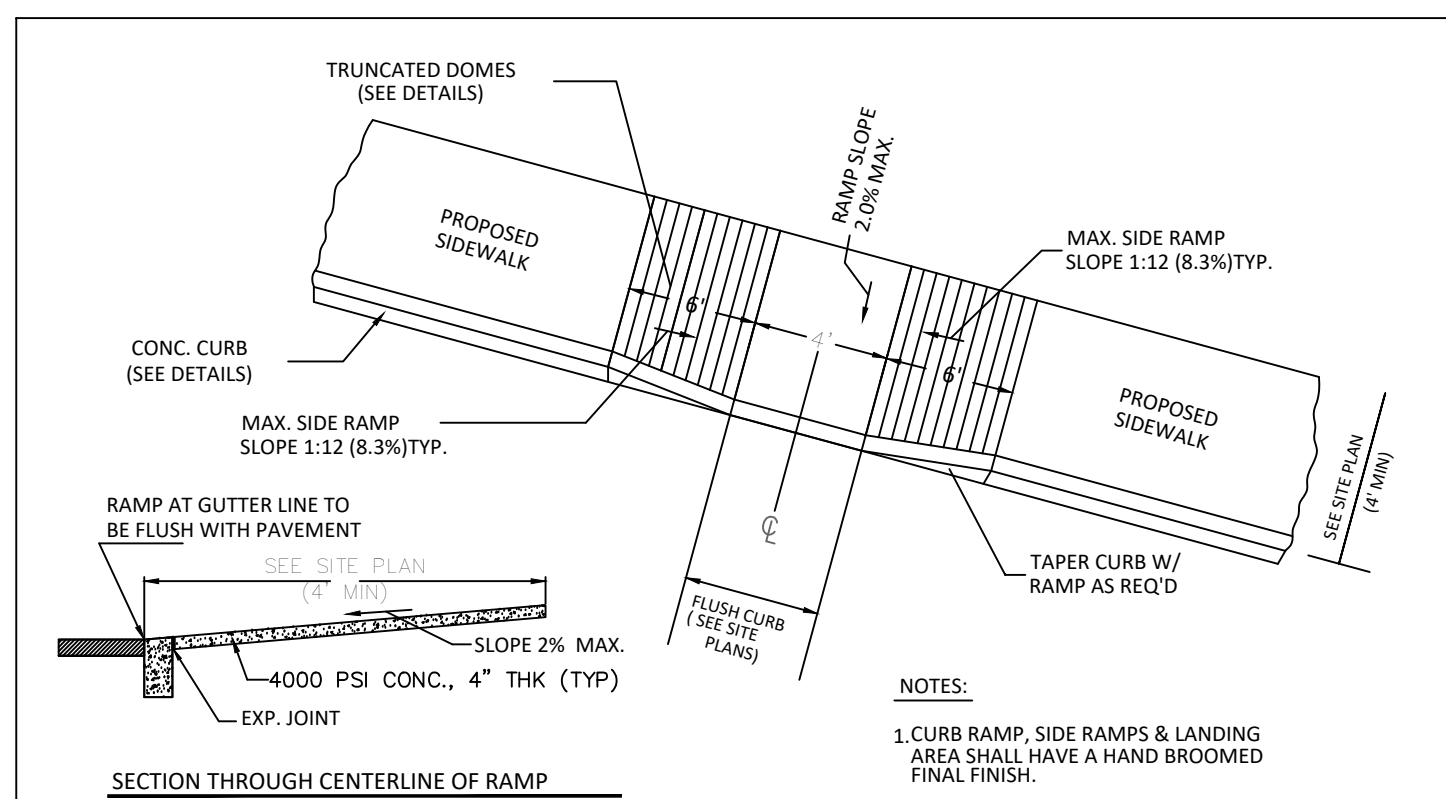 TRUNCATED DOMES
(SEE DETAILS)
RAMP SLOPE
2.0% MAX.
PROPOSED
SIDEWALK
MAX. SIDE RAMP
SLOPE 1:12 (8.3%)TYP.
6'
4'
6'
CONC. CURB
(SEE DETAILS)
MAX. SIDE RAMP
SLOPE 1:12 (8.3%)TYP.
PROPOSED
SIDEWALK
SEE SITE PLAN
(4' MIN)
RAMP AT GUTTER LINE TO
BE FLUSH WITH PAVEMENT
℄
TAPER CURB W/
RAMP AS REQ'D
SEE SITE PLAN
(4' MIN)
FLUSH CURB
( SEE SITE
PLANS)
SLOPE 2% MAX.
4000 PSI CONC., 4” THK (TYP)
EXP. JOINT
SECTION THROUGH CENTERLINE OF RAMP
NOTES:
1.CURB RAMP, SIDE RAMPS & LANDING
AREA SHALL HAVE A HAND BROOMED
FINAL FINISH.